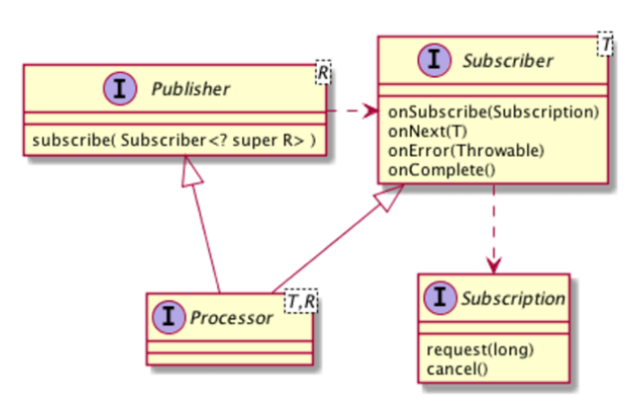 I Publisher R
subscribe( Subscriber<? super R> )
I Subscriber T
onSubscribe(Subscription)
onNext(T)
onError(Throwable)
onComplete()
I Processor T,R
I Subscription
request(long)
cancel()